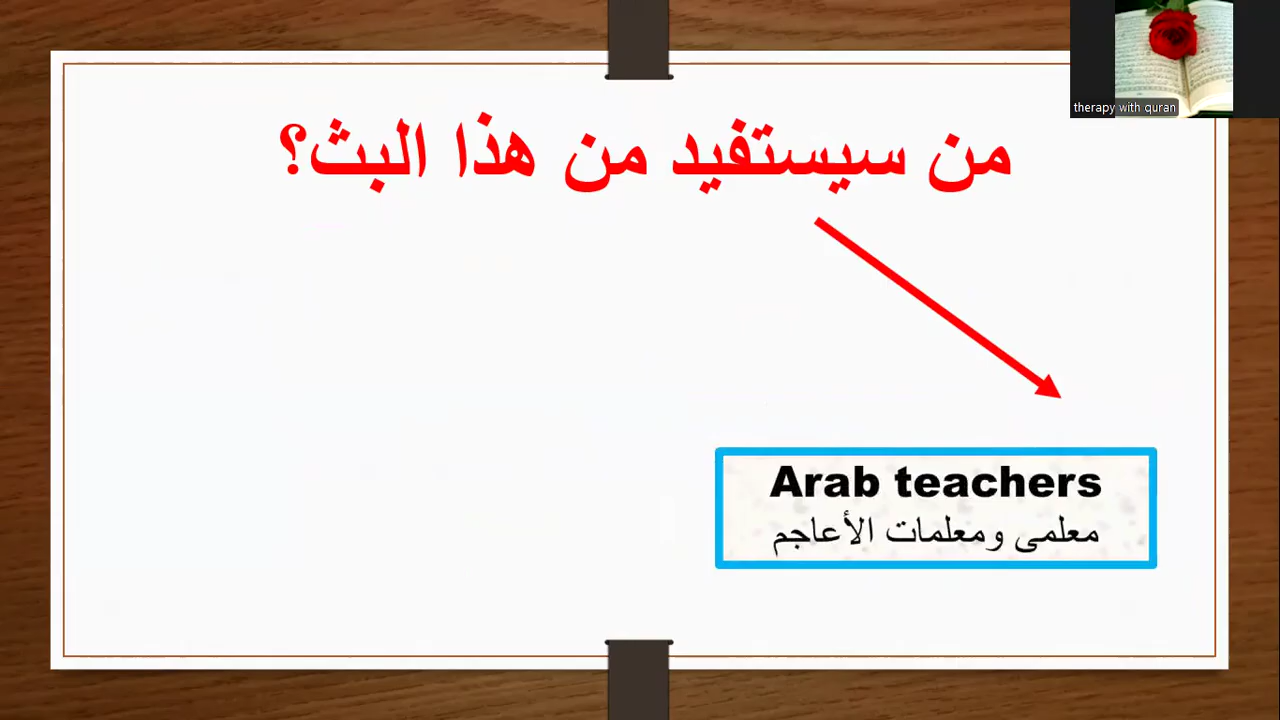 therapy with quran
من سيستفيد من هذا البث؟
Arab teachers
معلمى ومعلمات الأعاجم